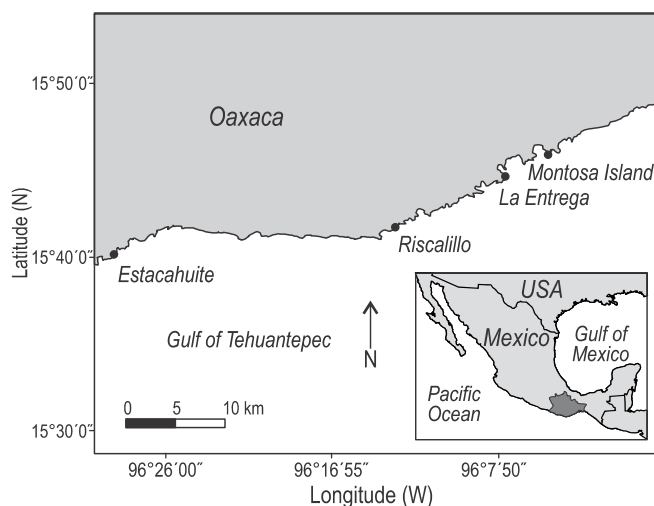 15°50´0˝
Oaxaca
Montosa Island
La Entrega
Latitude (N)
Riscalillo
15°40´0˝
Estacahuite
USA
Gulf of Tehuantepec
Mexico
Gulf of
Mexico
N
Pacific
Ocean
0 5 10 km
15°30´0˝
96°26´00˝ 96°16´55˝ 96°7´50˝
Longitude (W)